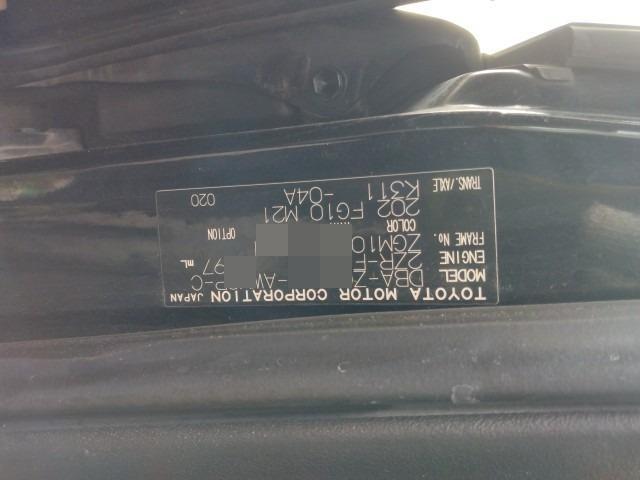 TOYOTA MOTOR CORPORATION JAPAN
MODEL DBA-Z -AW -C
ENGINE 2ZR-F 97 mL
FRAME No. ZGM10
COLOR OPTION
202 FG10 M21
TRANS./AXLE
K311 -04A 020